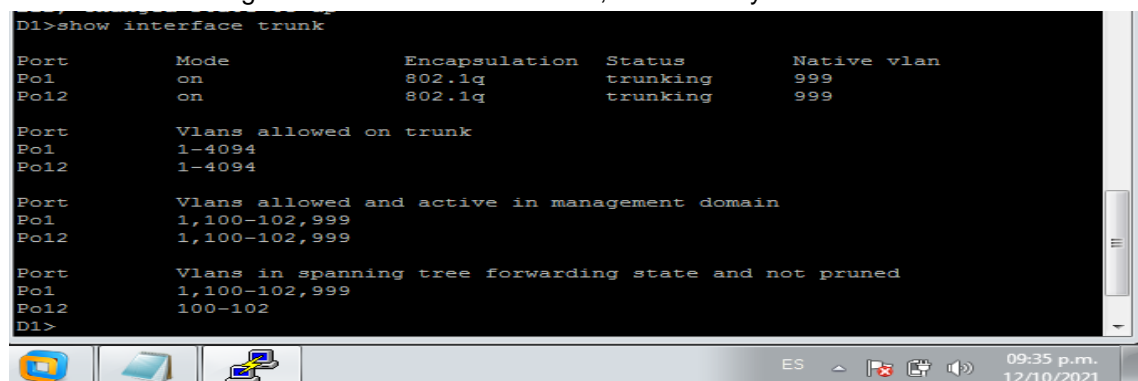 D1>show interface trunk
Port Mode Encapsulation Status Native vlan
Po1 on 802.1q trunking 999
Po12 on 802.1q trunking 999
Port Vlans allowed on trunk
Po1 1-4094
Po12 1-4094
Port Vlans allowed and active in management domain
Po1 1,100-102,999
Po12 1,100-102,999
Port Vlans in spanning tree forwarding state and not pruned
Po1 1,100-102,999
Po12 100-102
D1>
ES
09:35 p.m.
12/10/2021